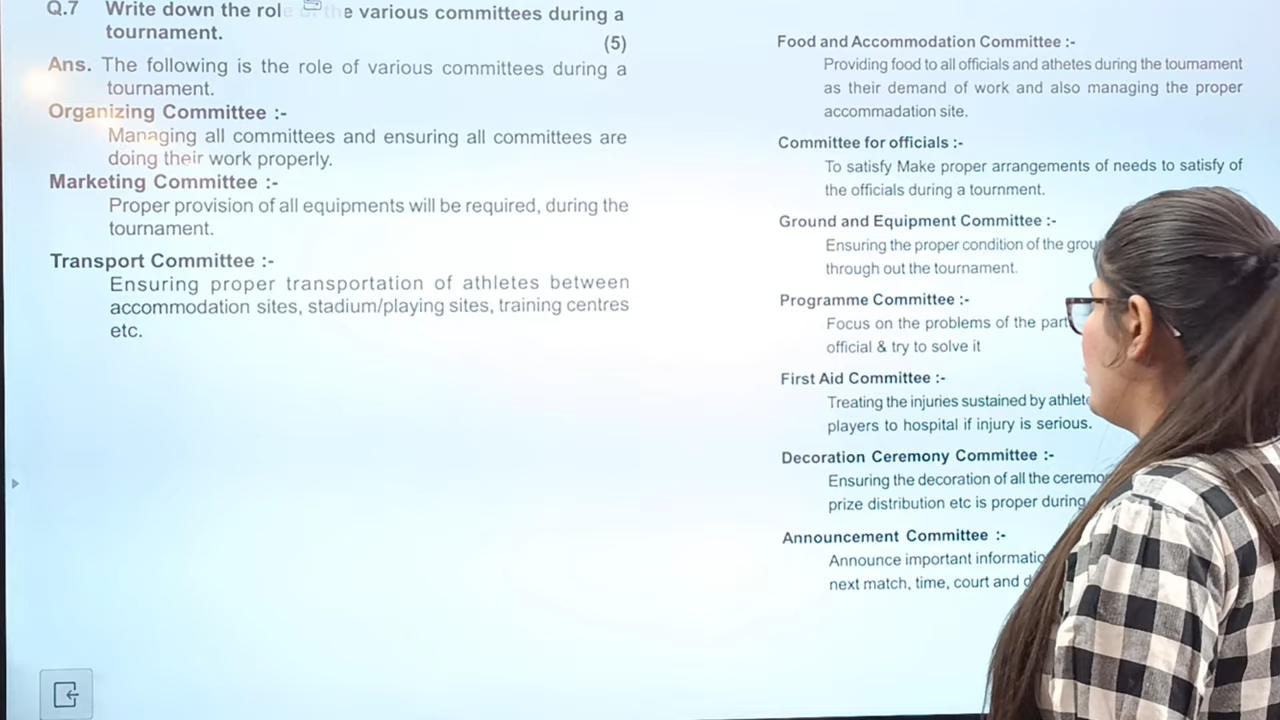 Q.7 Write down the role of the various committees during a
tournament.
(5)
Ans. The following is the role of various committees during a
tournament.
Organizing Committee :-
Managing all committees and ensuring all committees are
doing their work properly.
Marketing Committee :-
Proper provision of all equipments will be required, during the
tournament.
Transport Committee :-
Ensuring proper transportation of athletes between
accommodation sites, stadium/playing sites, training centres
etc.
Food and Accommodation Committee :-
Providing food to all officials and athetes during the tournament
as their demand of work and also managing the proper
accommadation site.
Committee for officials :-
To satisfy Make proper arrangements of needs to satisfy of
the officials during a tournment.
Ground and Equipment Committee :-
Ensuring the proper condition of the
through out the tournament.
Programme Committee :-
Focus on the problems of the
official & try to solve it
First Aid Committee :-
Treating the injuries sustained by
players to hospital if injury is serious.
Decoration Ceremony Committee :-
Ensuring the decoration of all the
prize distribution etc is proper during
Announcement Committee :-
Announce important
next match, time, court and